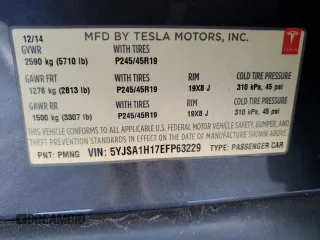 12/14 MFD BY TESLA MOTORS, INC. TESLA
GVWR WITH TIRES
2590 kg (5710 lb) P245/45R19
GAWR FRT WITH TIRES RIM COLD TIRE PRESSURE
1276 kg (2813 lb) P245/45R19 19X8 J 310 kPa, 45 psi
GAWR RR WITH TIRES RIM COLD TIRE PRESSURE
1500 kg (3307 lb) P245/45R19 19X8 J 310 kPa, 45 psi
THIS VEHICLE CONFORMS TO ALL APPLICABLE U.S. FEDERAL MOTOR
VEHICLE SAFETY, BUMPER, AND THEFT PREVENTION STANDARDS IN
EFFECT ON THE DATE OF MANUFACTURE SHOWN ABOVE.
PNT: PMNG VIN: 5YJSA1H17EFP63229 TYPE: PASSENGER CAR